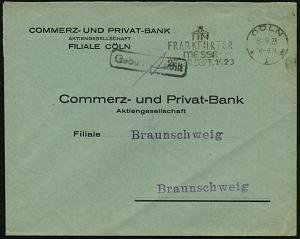 COMMERZ- UND PRIVAT-BANK
AKTIENGESELLSCHAFT
FILIALE CÖLN
FRANKFURTER
MESSE
SEPT. 1923
CÖLN
Commerz- und Privat-Bank
Aktiengesellschaft
Filiale Braunschweig
Braunschweig